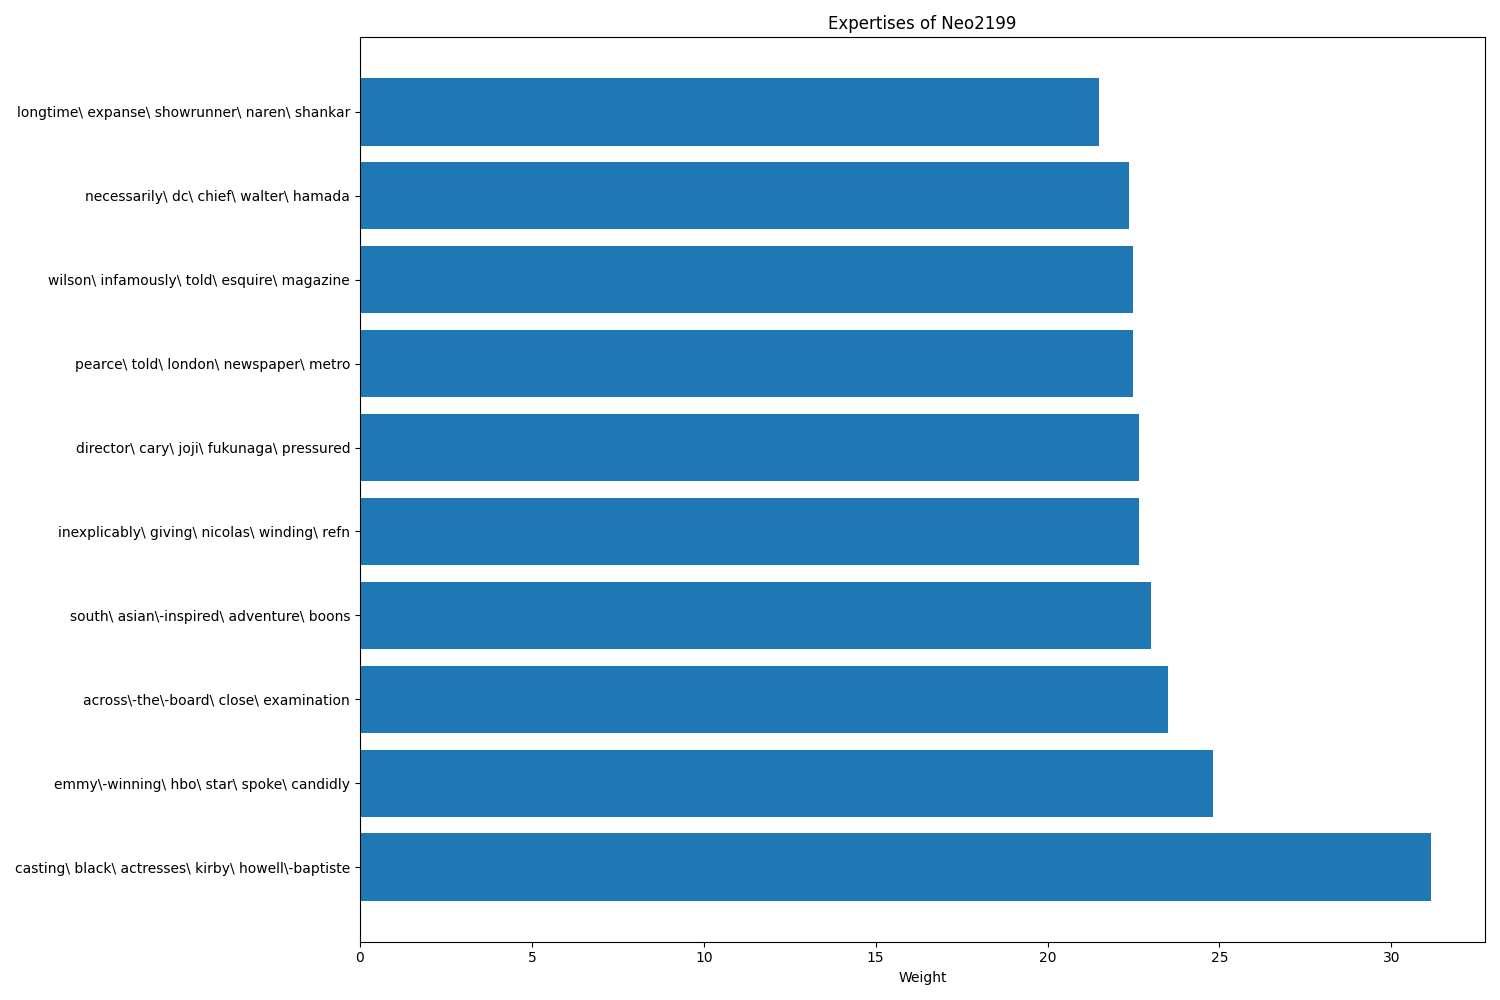 Expertises of Neo2199
longtime\ expanse\ showrunner\ naren\ shankar
necessarily\ dc\ chief\ walter\ hamada
wilson\ infamously\ told\ esquire\ magazine
pearce\ told\ london\ newspaper\ metro
director\ cary\ joji\ fukunaga\ pressured
inexplicably\ giving\ nicolas\ winding\ refn
south\ asian\-inspired\ adventure\ boons
across\-the\-board\ close\ examination
emmy\-winning\ hbo\ star\ spoke\ candidly
casting\ black\ actresses\ kirby\ howell\-baptiste
0 5 10 15 20 25 30
Weight